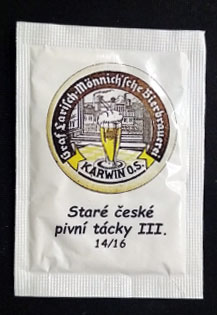 Graf Larisch-Mönnich'sche Bierbrauerei
KARWIN O.S.
Staré české
pivní tácky III.
14/16